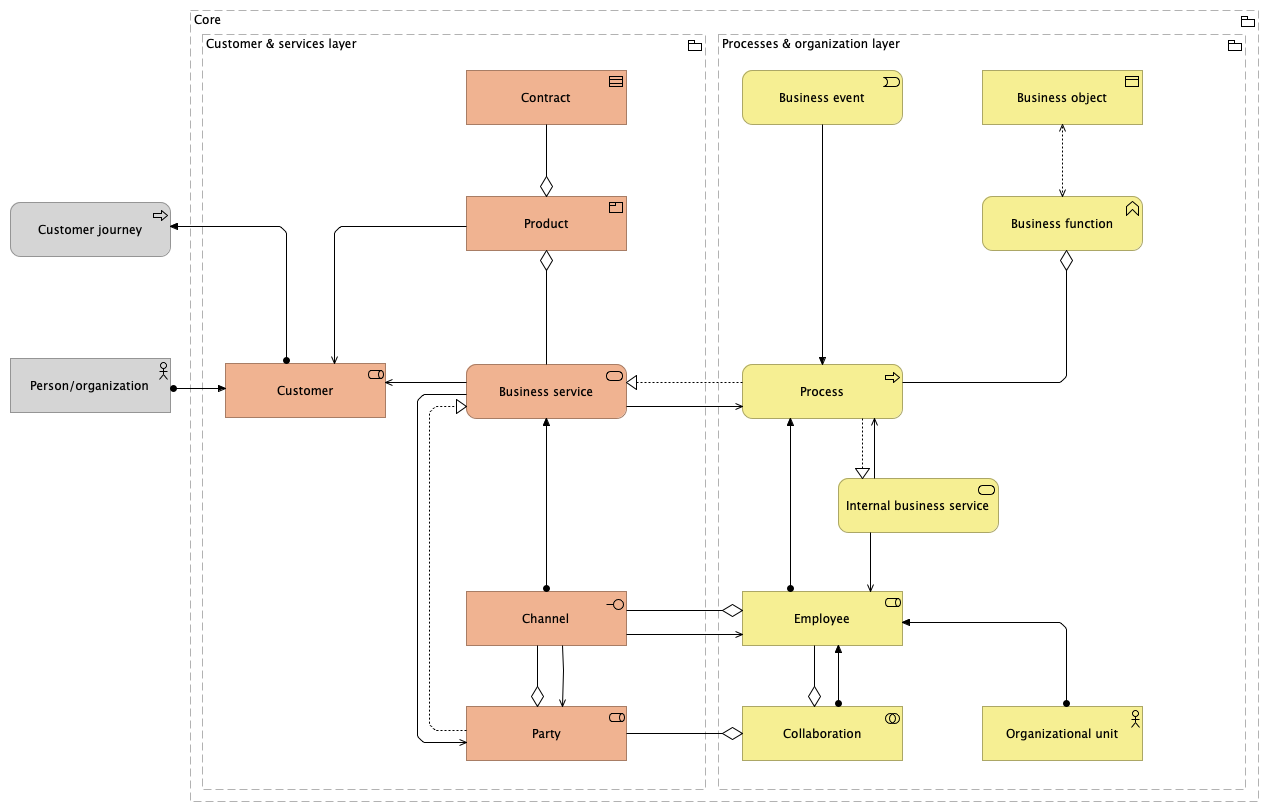 Core
Customer & services layer
Processes & organization layer
Contract
Business event
Business object
Customer journey
Product
Business function
Person/organization
Customer
Business service
Process
Internal business service
Channel
Employee
Party
Collaboration
Organizational unit